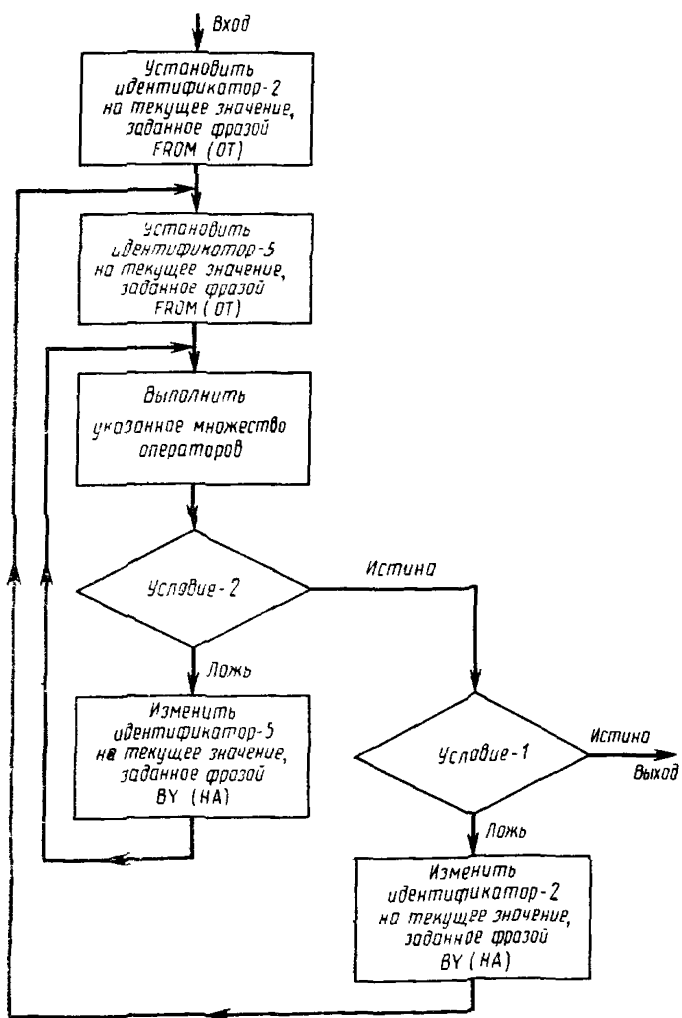 Вход
Установить
идентификатор-2
на текущее значение,
заданное фразой
FROM (ОТ)
Установить
идентификатор-5
на текущее значение,
заданное фразой
FROM (ОТ)
Выполнить
указанное множество
операторов
Условие-2
Истина
Ложь
Изменить
идентификатор-5
на текущее значение,
заданное фразой
BY (НА)
Условие-1
Истина
Выход
Ложь
Изменить
идентификатор-2
на текущее значение,
заданное фразой
BY (НА)